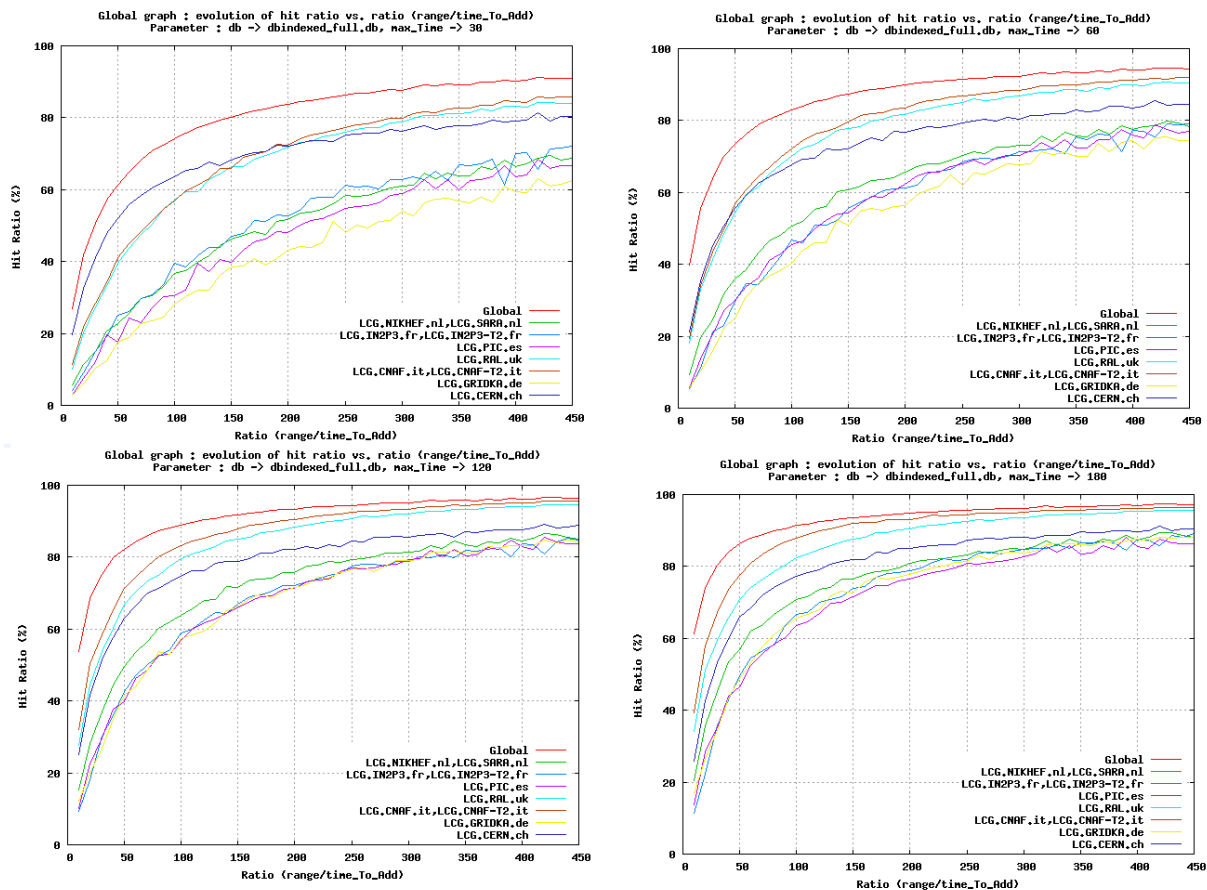 Global graph : evolution of hit ratio vs. ratio (range/time_To_Add)
Parameter : db -> dbindexed_full.db, max_Time -> 30
100
80
60
40
20
0
Hit Ratio (%)
Global
LCG.NIKHEF.nl,LCG.SARA.nl
LCG.IN2P3.fr,LCG.IN2P3-T2.fr
LCG.PIC.es
LCG.RAL.uk
LCG.CNAF.it,LCG.CNAF-T2.it
LCG.GRIDKA.de
LCG.CERN.ch
0 50 100 150 200 250 300 350 400 450
Ratio (range/time_To_Add)
Global graph : evolution of hit ratio vs. ratio (range/time_To_Add)
Parameter : db -> dbindexed_full.db, max_Time -> 60
100
80
60
40
20
0
Hit Ratio (%)
Global
LCG.NIKHEF.nl,LCG.SARA.nl
LCG.IN2P3.fr,LCG.IN2P3-T2.fr
LCG.PIC.es
LCG.RAL.uk
LCG.CNAF.it,LCG.CNAF-T2.it
LCG.GRIDKA.de
LCG.CERN.ch
0 50 100 150 200 250 300 350 400 450
Ratio (range/time_To_Add)
Global graph : evolution of hit ratio vs. ratio (range/time_To_Add)
Parameter : db -> dbindexed_full.db, max_Time -> 120
100
80
60
40
20
0
Hit Ratio (%)
Global
LCG.NIKHEF.nl,LCG.SARA.nl
LCG.IN2P3.fr,LCG.IN2P3-T2.fr
LCG.PIC.es
LCG.RAL.uk
LCG.CNAF.it,LCG.CNAF-T2.it
LCG.GRIDKA.de
LCG.CERN.ch
0 50 100 150 200 250 300 350 400 450
Ratio (range/time_To_Add)
Global graph : evolution of hit ratio vs. ratio (range/time_To_Add)
Parameter : db -> dbindexed_full.db, max_Time -> 180
100
80
60
40
20
0
Hit Ratio (%)
Global
LCG.NIKHEF.nl,LCG.SARA.nl
LCG.IN2P3.fr,LCG.IN2P3-T2.fr
LCG.PIC.es
LCG.RAL.uk
LCG.CNAF.it,LCG.CNAF-T2.it
LCG.GRIDKA.de
LCG.CERN.ch
0 50 100 150 200 250 300 350 400 450
Ratio (range/time_To_Add)